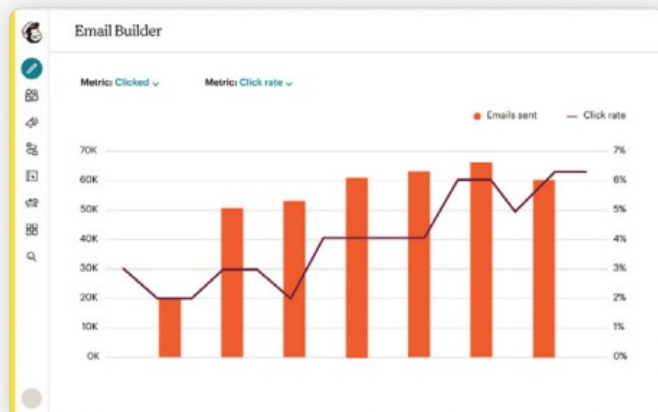 Email Builder
Metric: Clicked Metric: Click rate
Emails sent Click rate
70K 7%
60K 6%
50K 5%
40K 4%
30K 3%
20K 2%
10K 1%
0K 0%